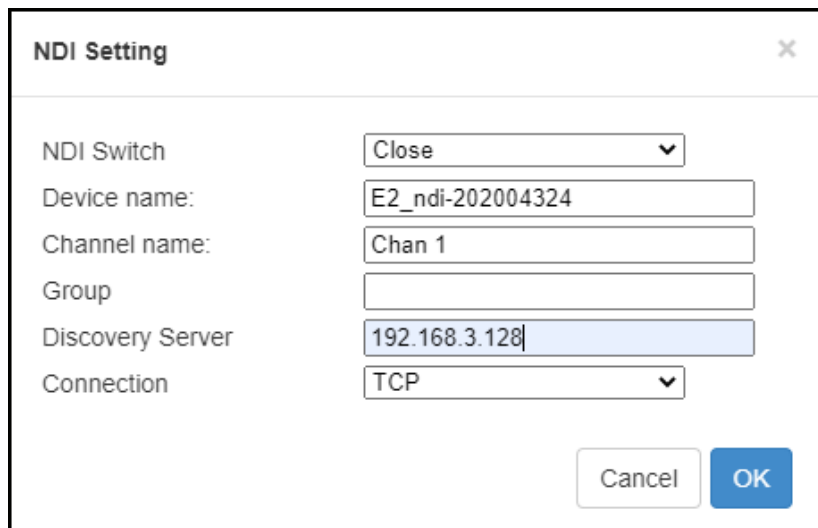 NDI Setting ×
NDI Switch Close
Device name: E2_ndi-202004324
Channel name: Chan 1
Group
Discovery Server 192.168.3.128
Connection TCP
Cancel OK